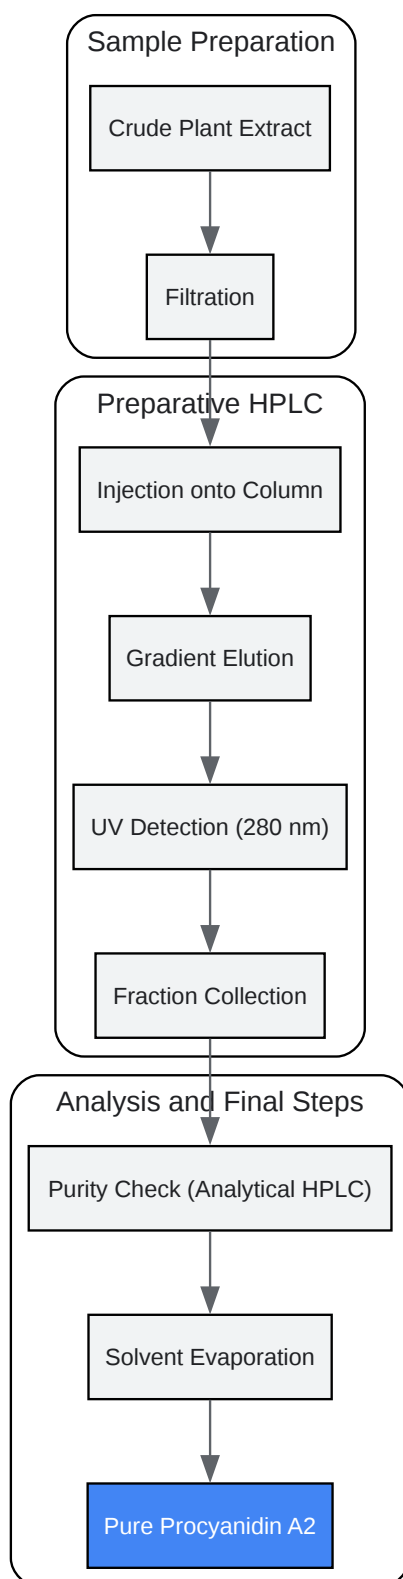 Sample Preparation
Crude Plant Extract
Filtration
Preparative HPLC
Injection onto Column
Gradient Elution
UV Detection (280 nm)
Fraction Collection
Analysis and Final Steps
Purity Check (Analytical HPLC)
Solvent Evaporation
Pure Procyanidin A2